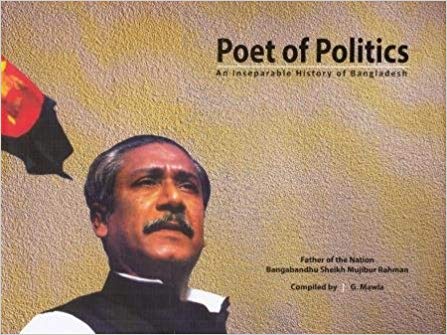 Poet of Politics
An Inseparable History of Bangladesh
Father of the Nation
Bangabandhu Sheikh Mujibur Rahman
Compiled by G. Mawla